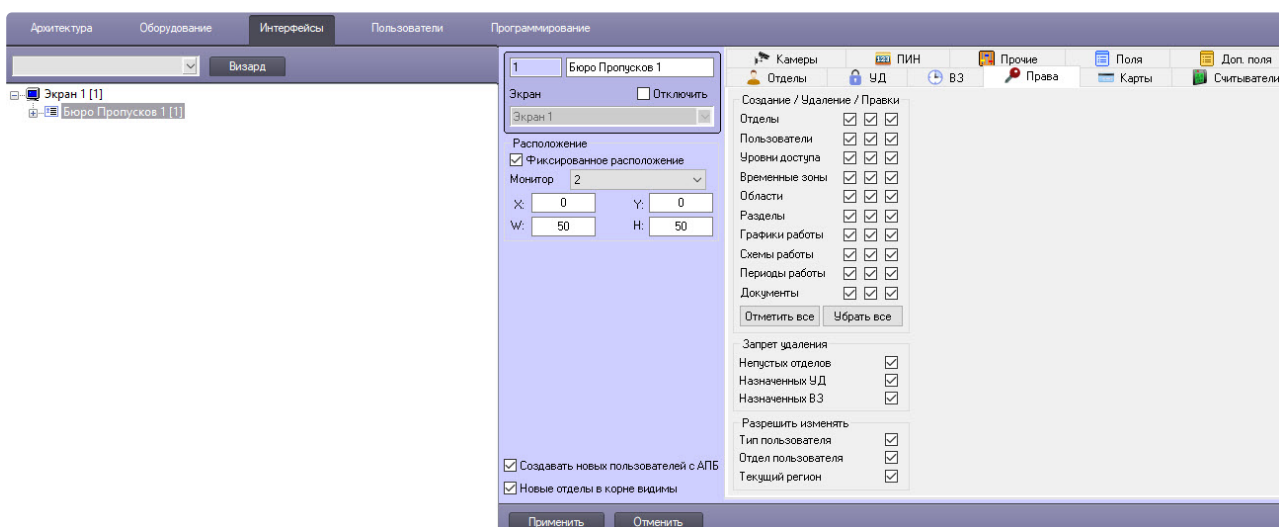 Архитектура Оборудование Интерфейсы Пользователи Программирование
Визард
Экран 1 [1]
Бюро Пропусков 1 [1]
1 Бюро Пропусков 1
Экран Отключить
Экран 1
Расположение
Фиксированное расположение
Монитор 2
X: 0 Y: 0
W: 50 H: 50
Создавать новых пользователей с АПБ
Новые отделы в корне видимы
Применить Отменить
Камеры ПИН Прочие Поля Доп. поля
Отделы УД ВЗ Права Карты Считыватели
Создание / Удаление / Правки
Отделы
Пользователи
Уровни доступа
Временные зоны
Области
Разделы
Графики работы
Схемы работы
Периоды работы
Документы
Отметить все Убрать все
Запрет удаления
Непустых отделов
Назначенных УД
Назначенных ВЗ
Разрешить изменять
Тип пользователя
Отдел пользователя
Текущий регион